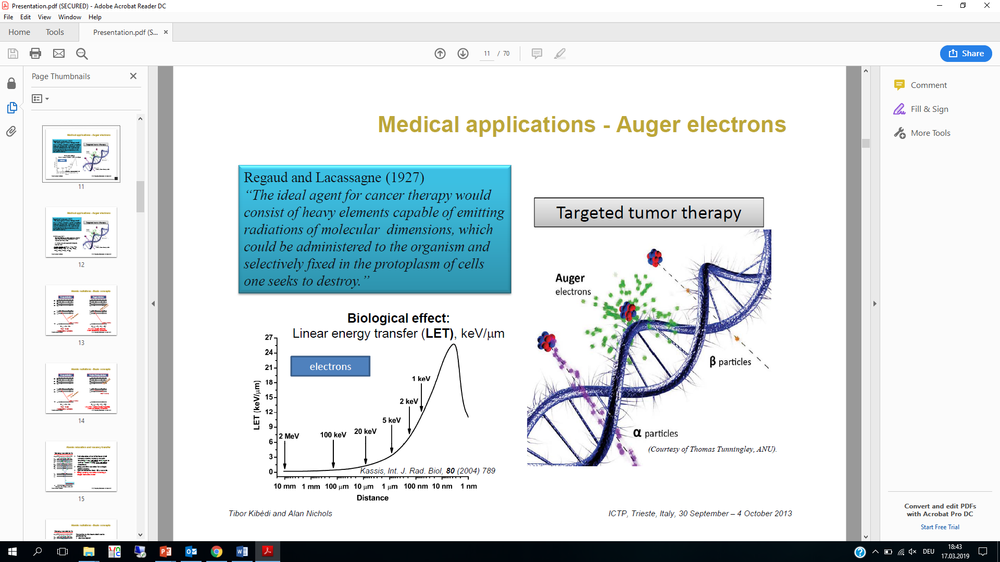 Presentation.pdf (SECURED) - Adobe Acrobat Reader DC
File Edit View Window Help
Home Tools Presentation.pdf (S...
11 / 70
Share
Page Thumbnails
11
12
13
14
15
Medical applications - Auger electrons
Regaud and Lacassagne (1927)
“The ideal agent for cancer therapy would
consist of heavy elements capable of emitting
radiations of molecular dimensions, which
could be administered to the organism and
selectively fixed in the protoplasm of cells
one seeks to destroy.”
Targeted tumor therapy
Auger
electrons
β particles
α particles
(Courtesy of Thomas Tunningley, ANU).
Biological effect:
Linear energy transfer (LET), keV/μm
electrons
LET (keV/μm)
27
24
21
18
15
12
9
6
3
0
2 MeV
100 keV
20 keV
5 keV
2 keV
1 keV
Kassis, Int. J. Rad. Biol, 80 (2004) 789
10 mm 1 mm 100 μm 10 μm 1 μm 100 nm 10 nm 1 nm
Distance
Tibor Kibèdi and Alan Nichols
ICTP, Trieste, Italy, 30 September – 4 October 2013
Comment
Fill & Sign
More Tools
Convert and edit PDFs
with Acrobat Pro DC
Start Free Trial
DEU
18:43
17.03.2019